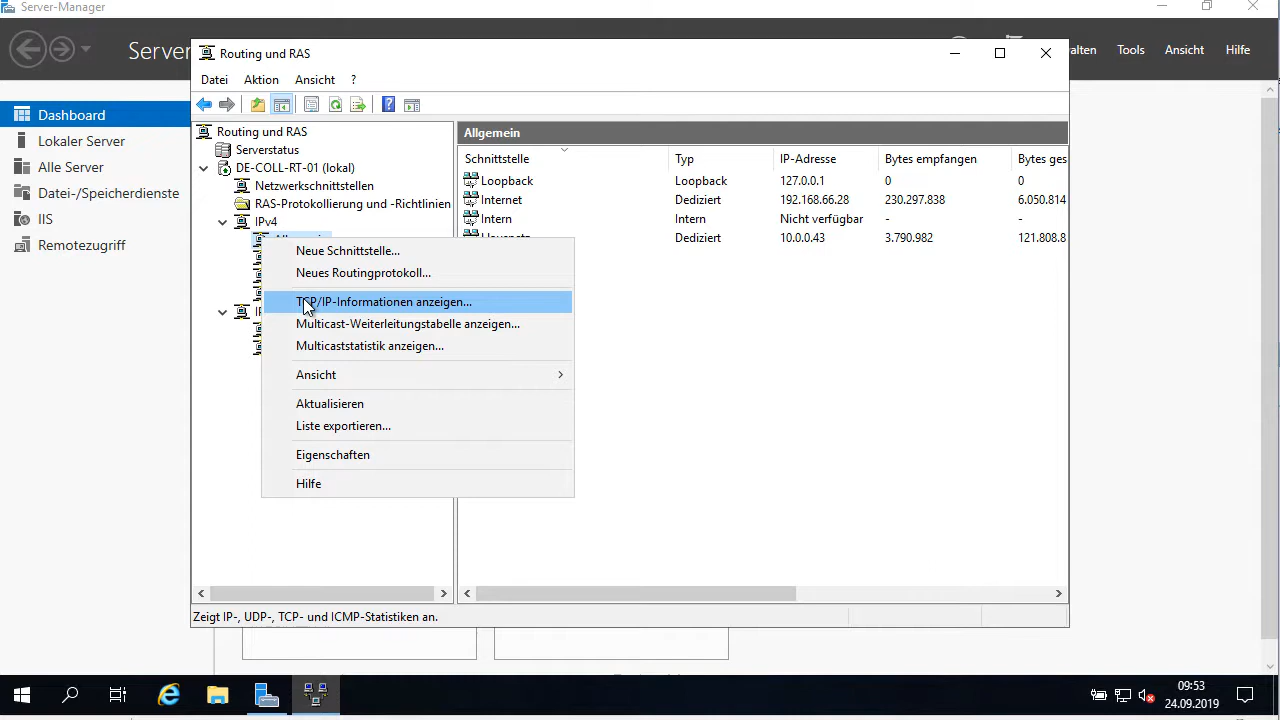 Server-Manager
Server
Verwalten Tools Ansicht Hilfe
Dashboard
Lokaler Server
Alle Server
Datei-/Speicherdienste
IIS
Remotezugriff
Routing und RAS
Datei Aktion Ansicht ?
Routing und RAS
Serverstatus
DE-COLL-RT-01 (lokal)
Netzwerkschnittstellen
RAS-Protokollierung und -Richtlinien
IPv4
Allgemein
Schnittstelle Typ IP-Adresse Bytes empfangen Bytes ges
Loopback Loopback 127.0.0.1 0 0
Internet Dediziert 192.168.66.28 230.297.838 6.050.814
Intern Intern Nicht verfügbar - -
Dediziert 10.0.0.43 3.790.982 121.808.8
Neue Schnittstelle...
Neues Routingprotokoll...
TCP/IP-Informationen anzeigen...
Multicast-Weiterleitungstabelle anzeigen...
Multicaststatistik anzeigen...
Ansicht
Aktualisieren
Liste exportieren...
Eigenschaften
Hilfe
Zeigt IP-, UDP-, TCP- und ICMP-Statistiken an.
09:53
24.09.2019